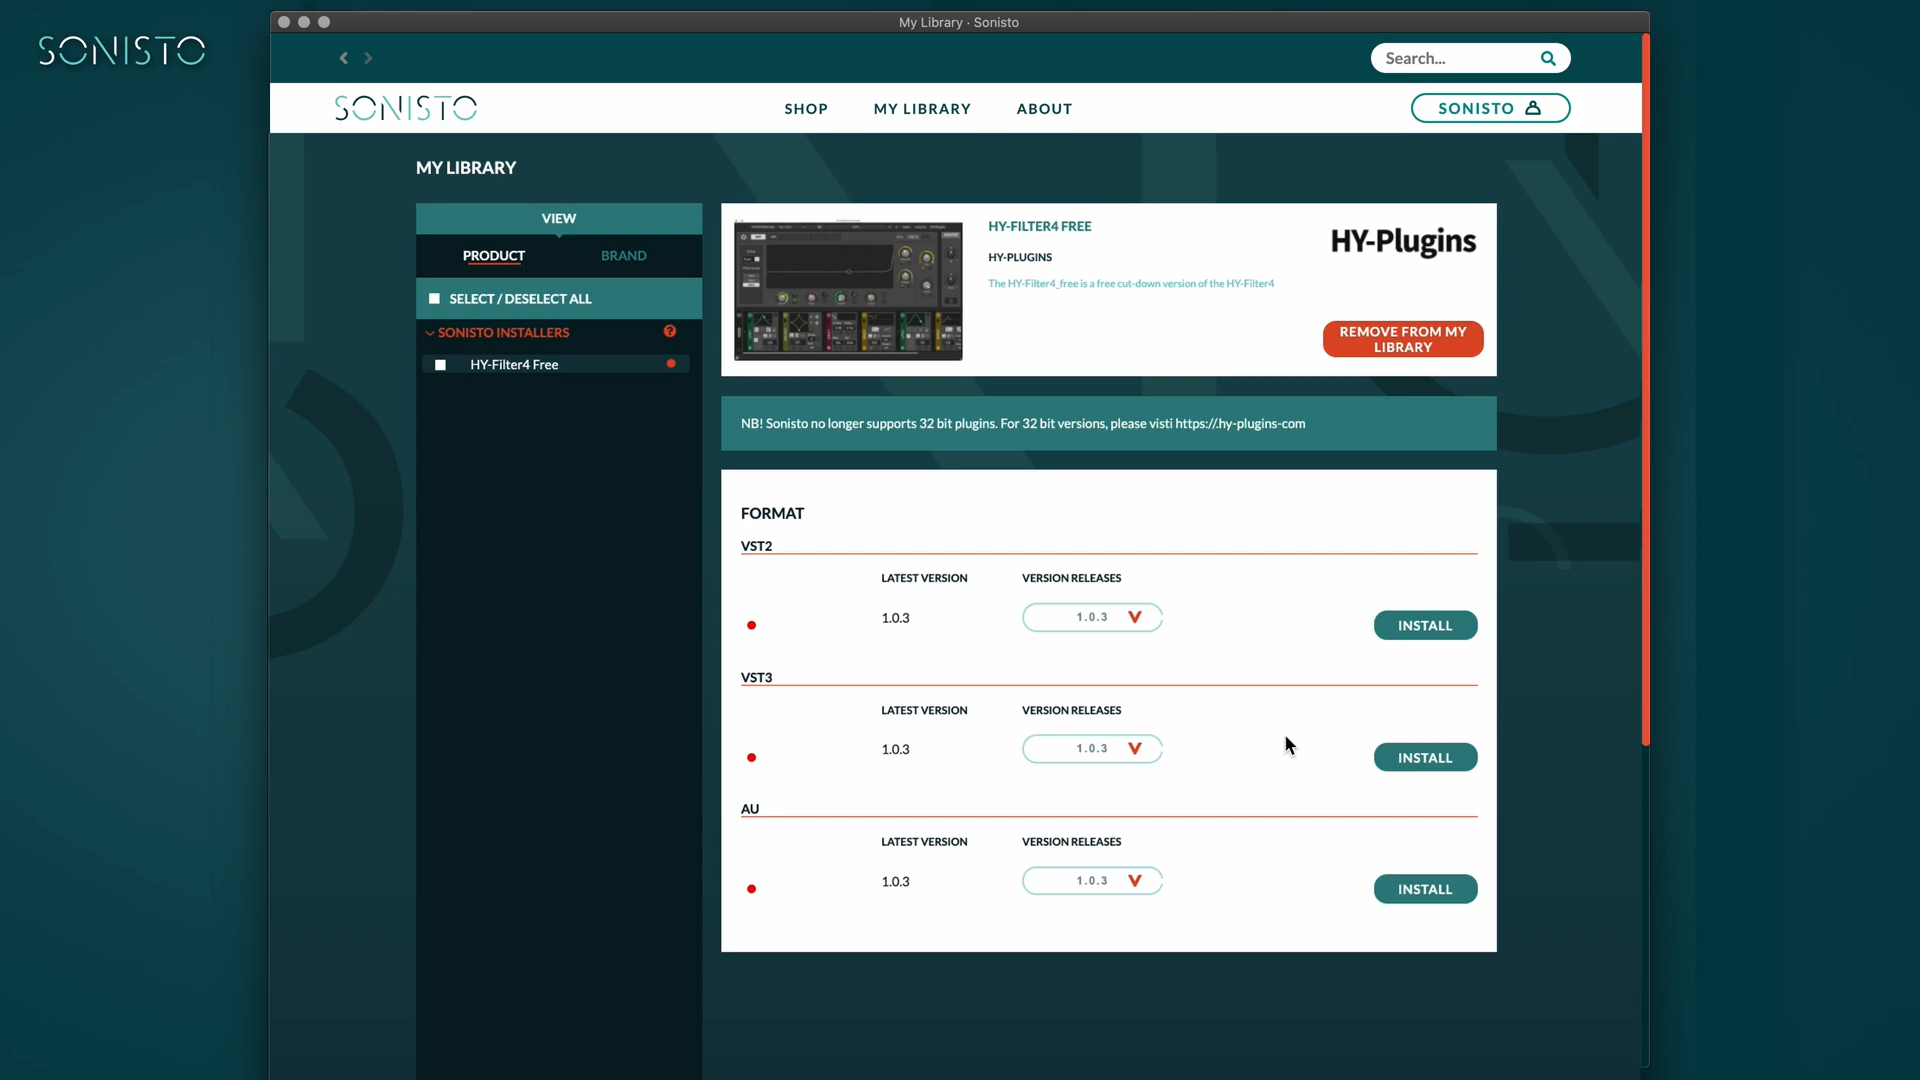 My Library · Sonisto
SONISTO
Search...
SONISTO
SHOP
MY LIBRARY
ABOUT
SONISTO
MY LIBRARY
VIEW
PRODUCT
BRAND
SELECT / DESELECT ALL
SONISTO INSTALLERS
?
HY-Filter4 Free
HY-FILTER4 FREE
HY-PLUGINS
The HY-Filter4_free is a free cut-down version of the HY-Filter4
HY-Plugins
REMOVE FROM MY
LIBRARY
NB! Sonisto no longer supports 32 bit plugins. For 32 bit versions, please visti https://.hy-plugins-com
FORMAT
VST2
LATEST VERSION
VERSION RELEASES
1.0.3
1.0.3
INSTALL
VST3
LATEST VERSION
VERSION RELEASES
1.0.3
1.0.3
INSTALL
AU
LATEST VERSION
VERSION RELEASES
1.0.3
1.0.3
INSTALL